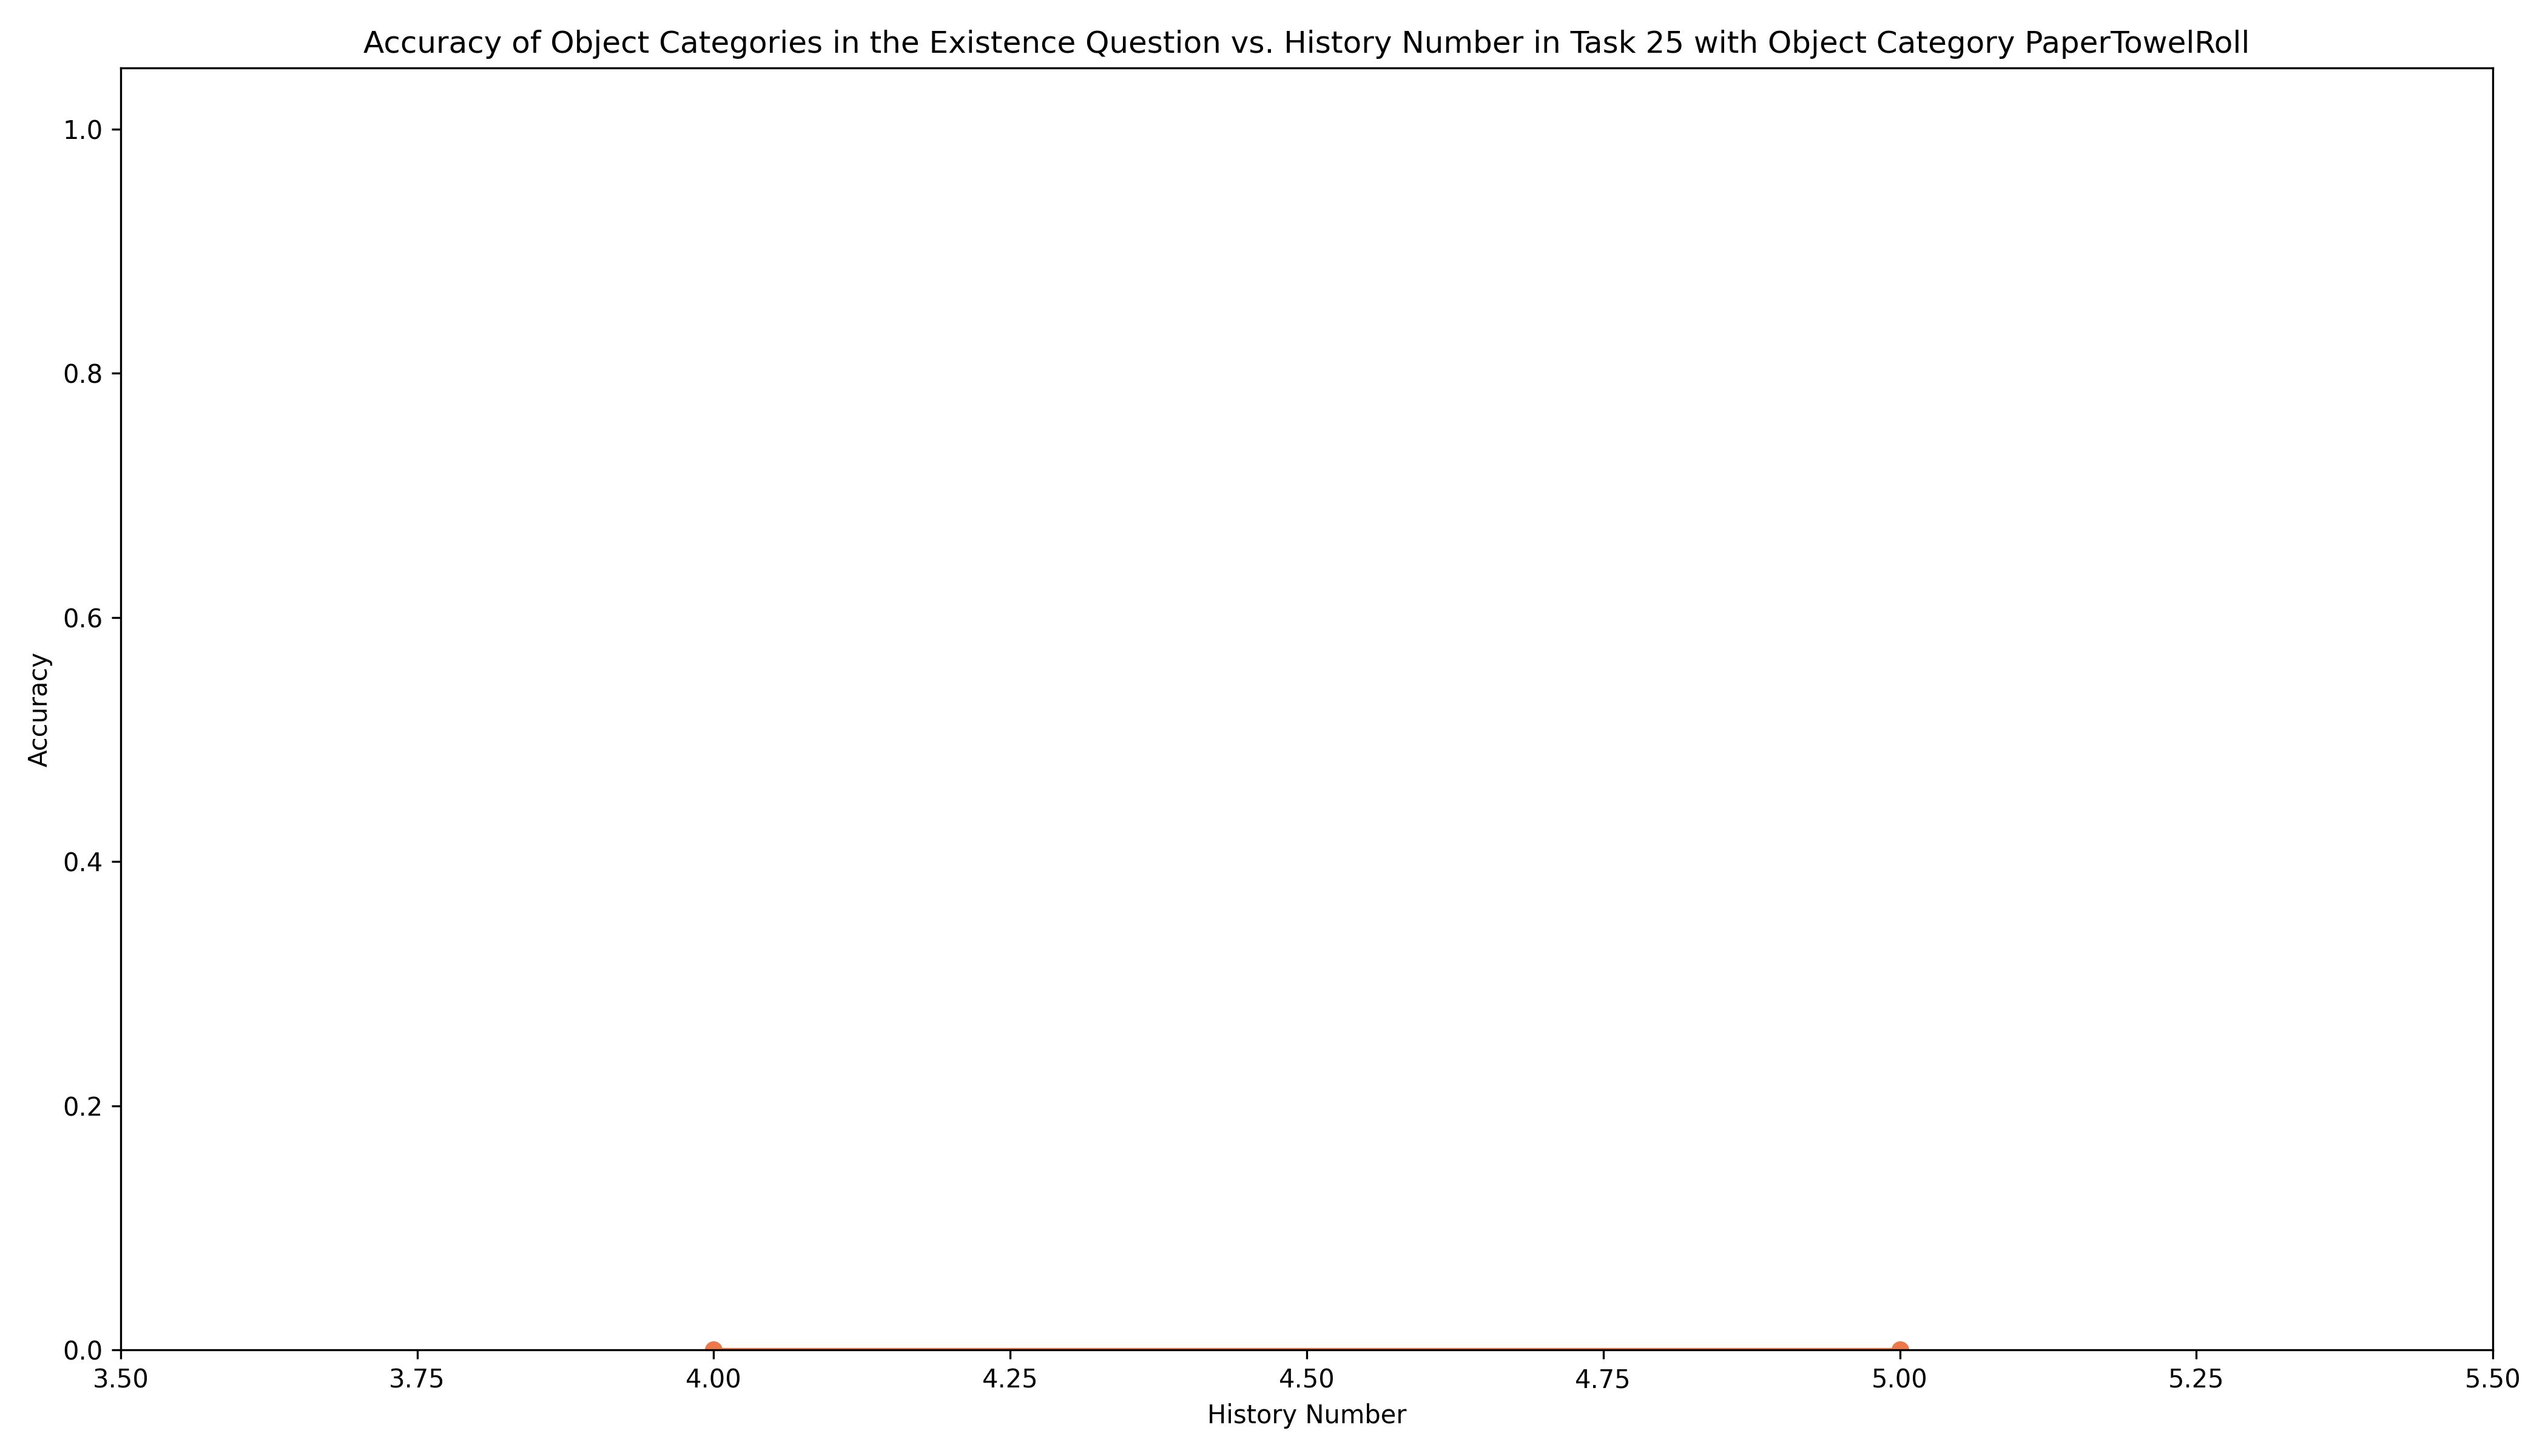 Accuracy of Object Categories in the Existence Question vs. History Number in Task 25 with Object Category PaperTowelRoll
1.0
0.8
0.6
0.4
0.2
0.0
Accuracy
3.50 3.75 4.00 4.25 4.50 4.75 5.00 5.25 5.50
History Number